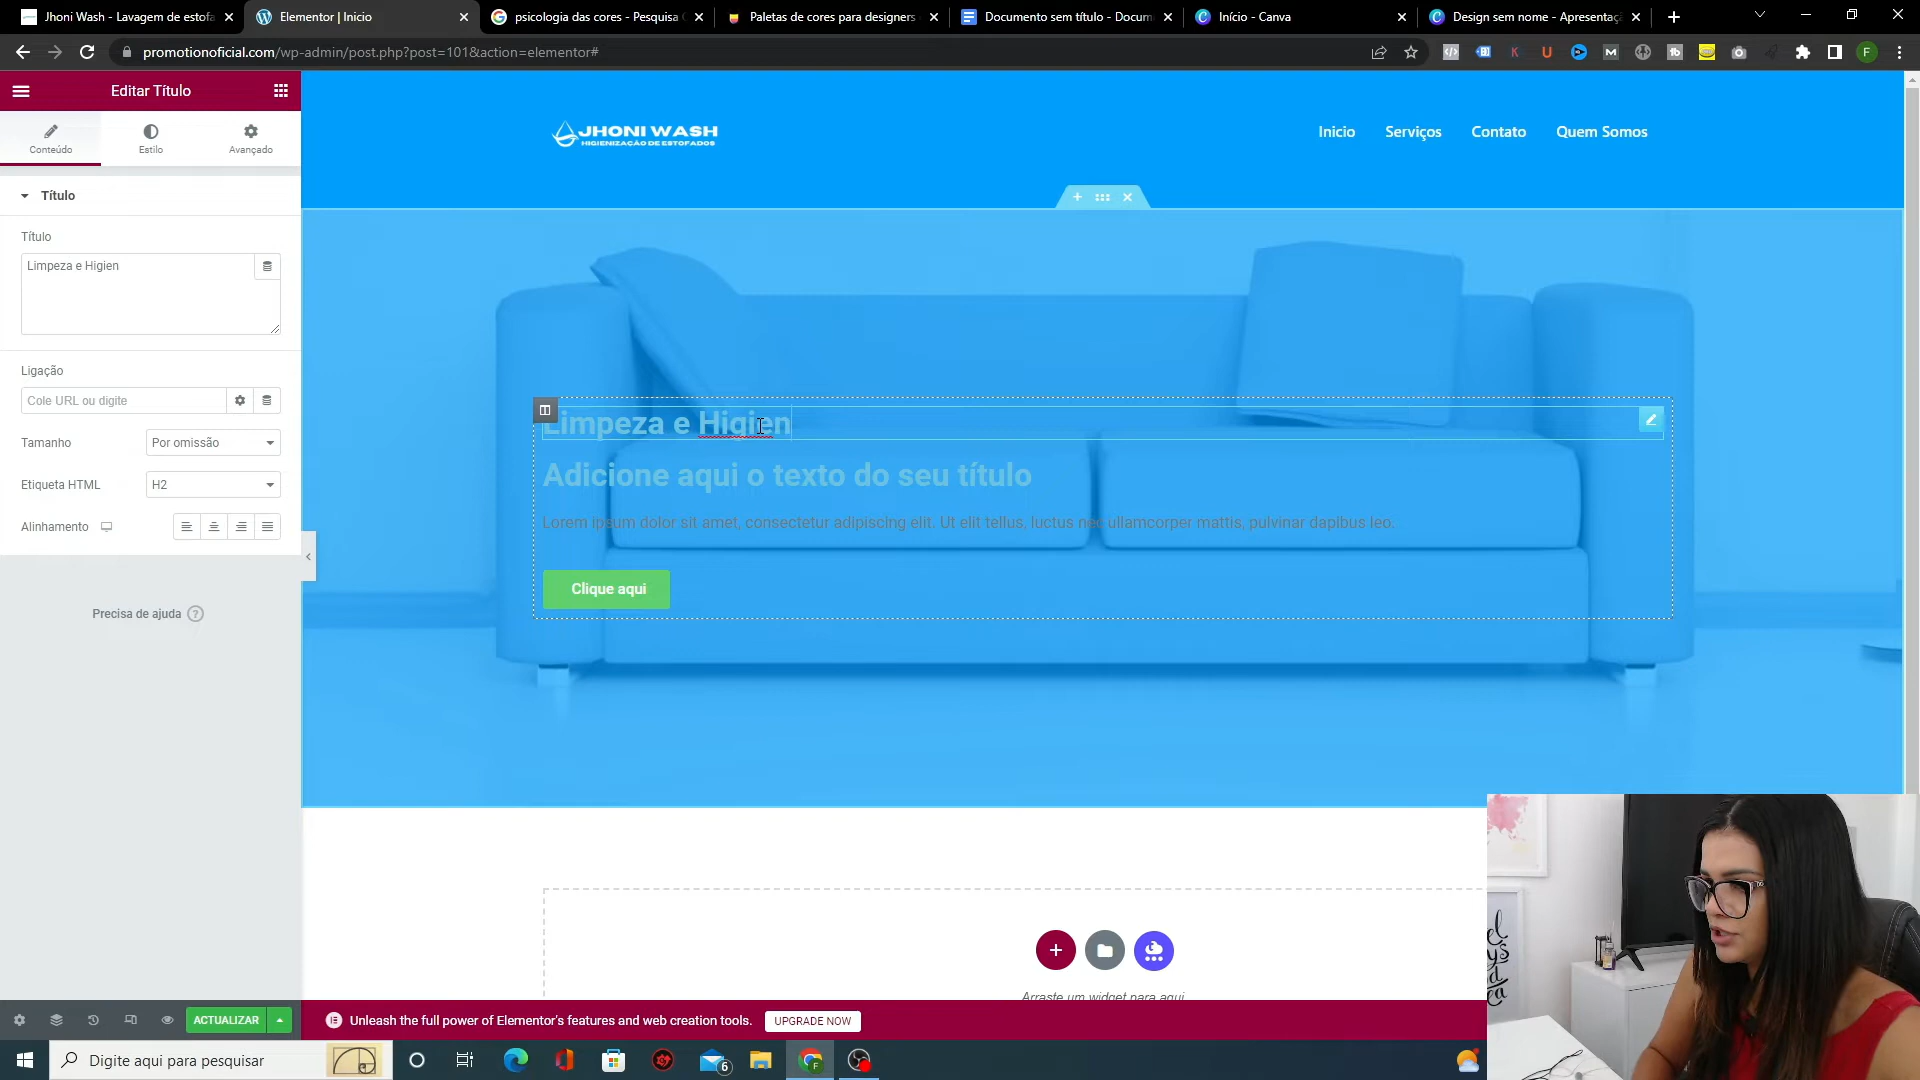 Jhoni Wash - Lavagem de estofa
Elementor | Inicio
psicologia das cores - Pesquisa
Paletas de cores para designers
Documento sem título - Docum
Início - Canva
Design sem nome - Apresentaç
promotionoficial.com/wp-admin/post.php?post=101&action=elementor#
Editar Título
Conteúdo
Estilo
Avançado
Título
Título
Limpeza e Higien
Ligação
Cole URL ou digite
Tamanho
Por omissão
Etiqueta HTML
H2
Alinhamento
Precisa de ajuda
ACTUALIZAR
JHONI WASH
HIGIENIZAÇÃO DE ESTOFADOS
Inicio
Serviços
Contato
Quem Somos
Limpeza e Higien
Adicione aqui o texto do seu título
Lorem ipsum dolor sit amet, consectetur adipiscing elit. Ut elit tellus, luctus nec ullamcorper mattis, pulvinar dapibus leo.
Clique aqui
Arraste um widget para aqui
Unleash the full power of Elementor's features and web creation tools.
UPGRADE NOW
Digite aqui para pesquisar
6